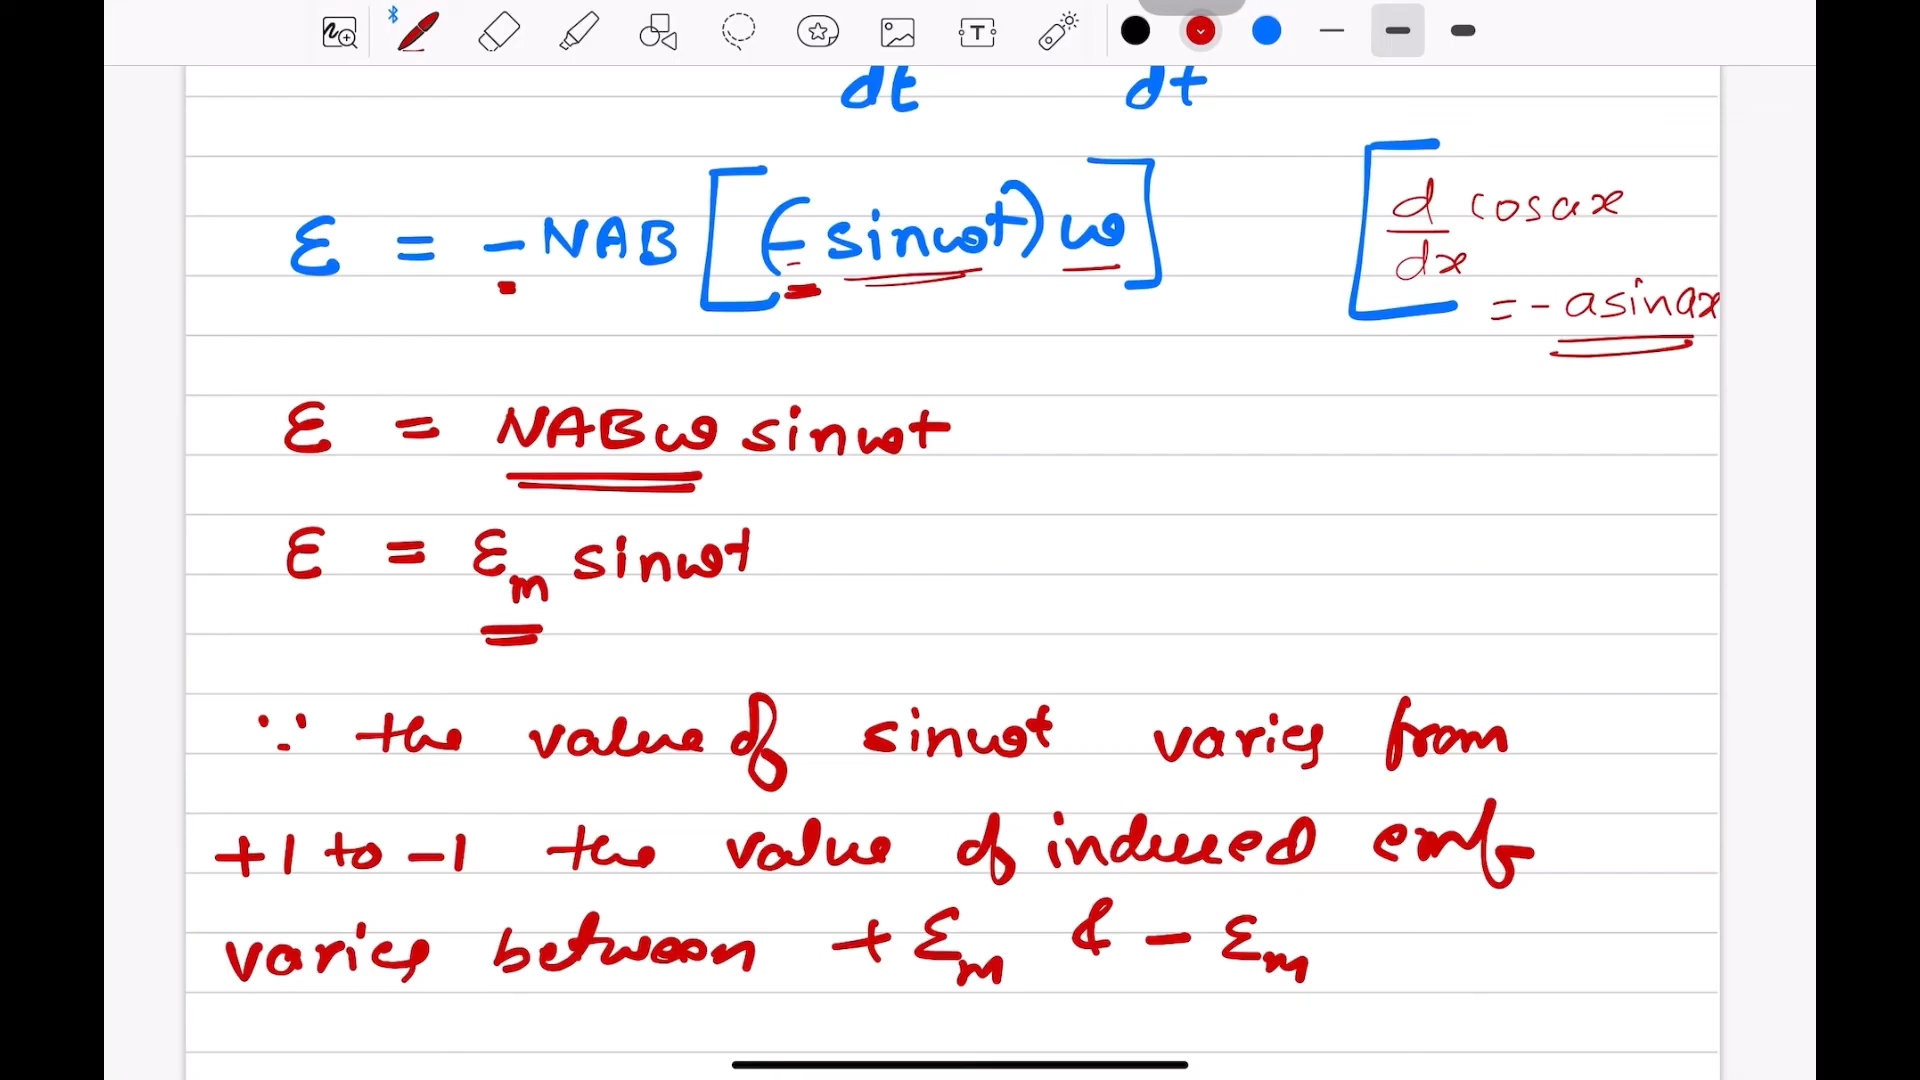 dt dt
ε = -NAB [(-sinωt)ω] [d/dx cosax
= -asinax
ε = NABω sinωt
ε = εm sinωt
∵ the value of sinωt varies from
+1 to -1 the value of induced emf
varies between +εm & -εm